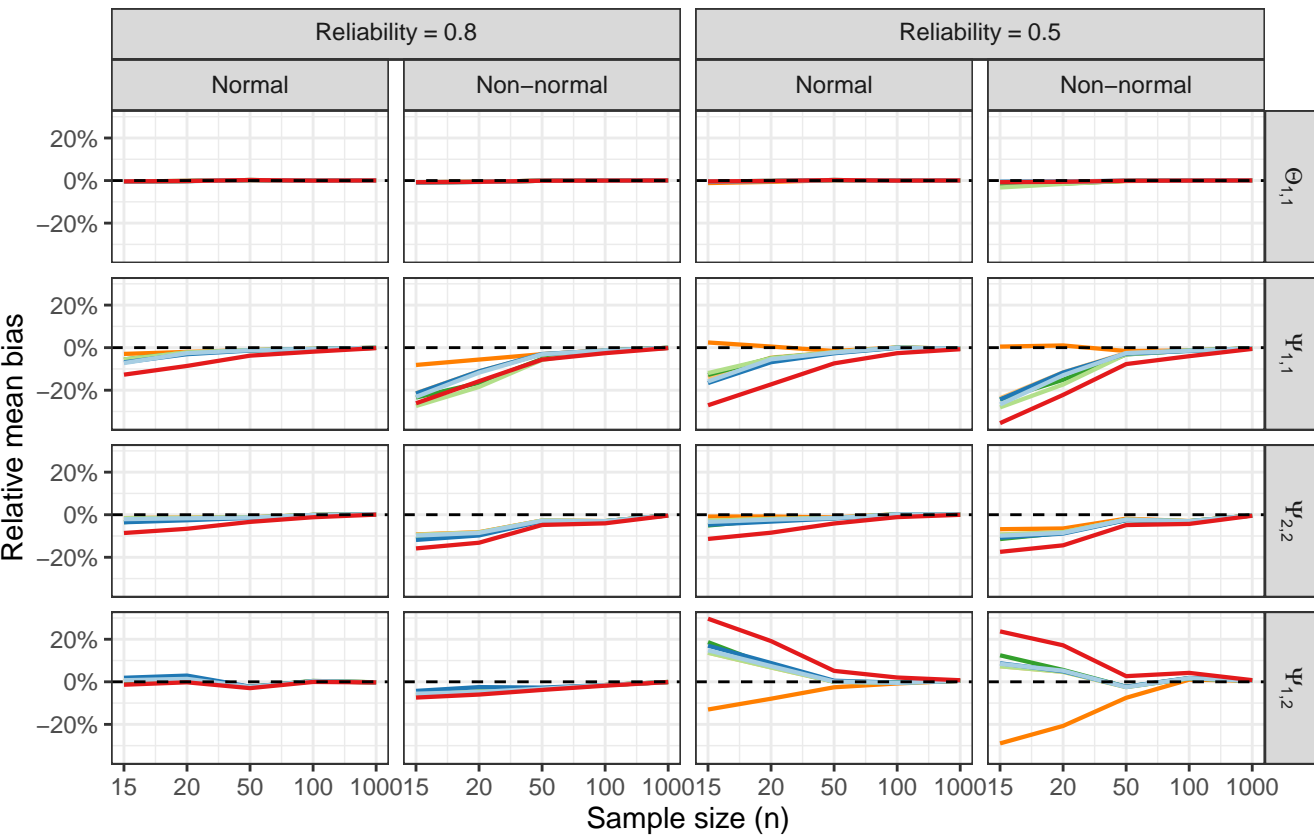 Reliability = 0.8
Reliability = 0.5
Normal
Non−normal
Normal
Non−normal
20%
0%
−20%
Θ1,1
20%
0%
−20%
Ψ1,1
20%
0%
−20%
Ψ2,2
20%
0%
−20%
Ψ1,2
Relative mean bias
15 20 50 100 1000 15 20 50 100 1000 15 20 50 100 1000 15 20 50 100 1000
Sample size (n)